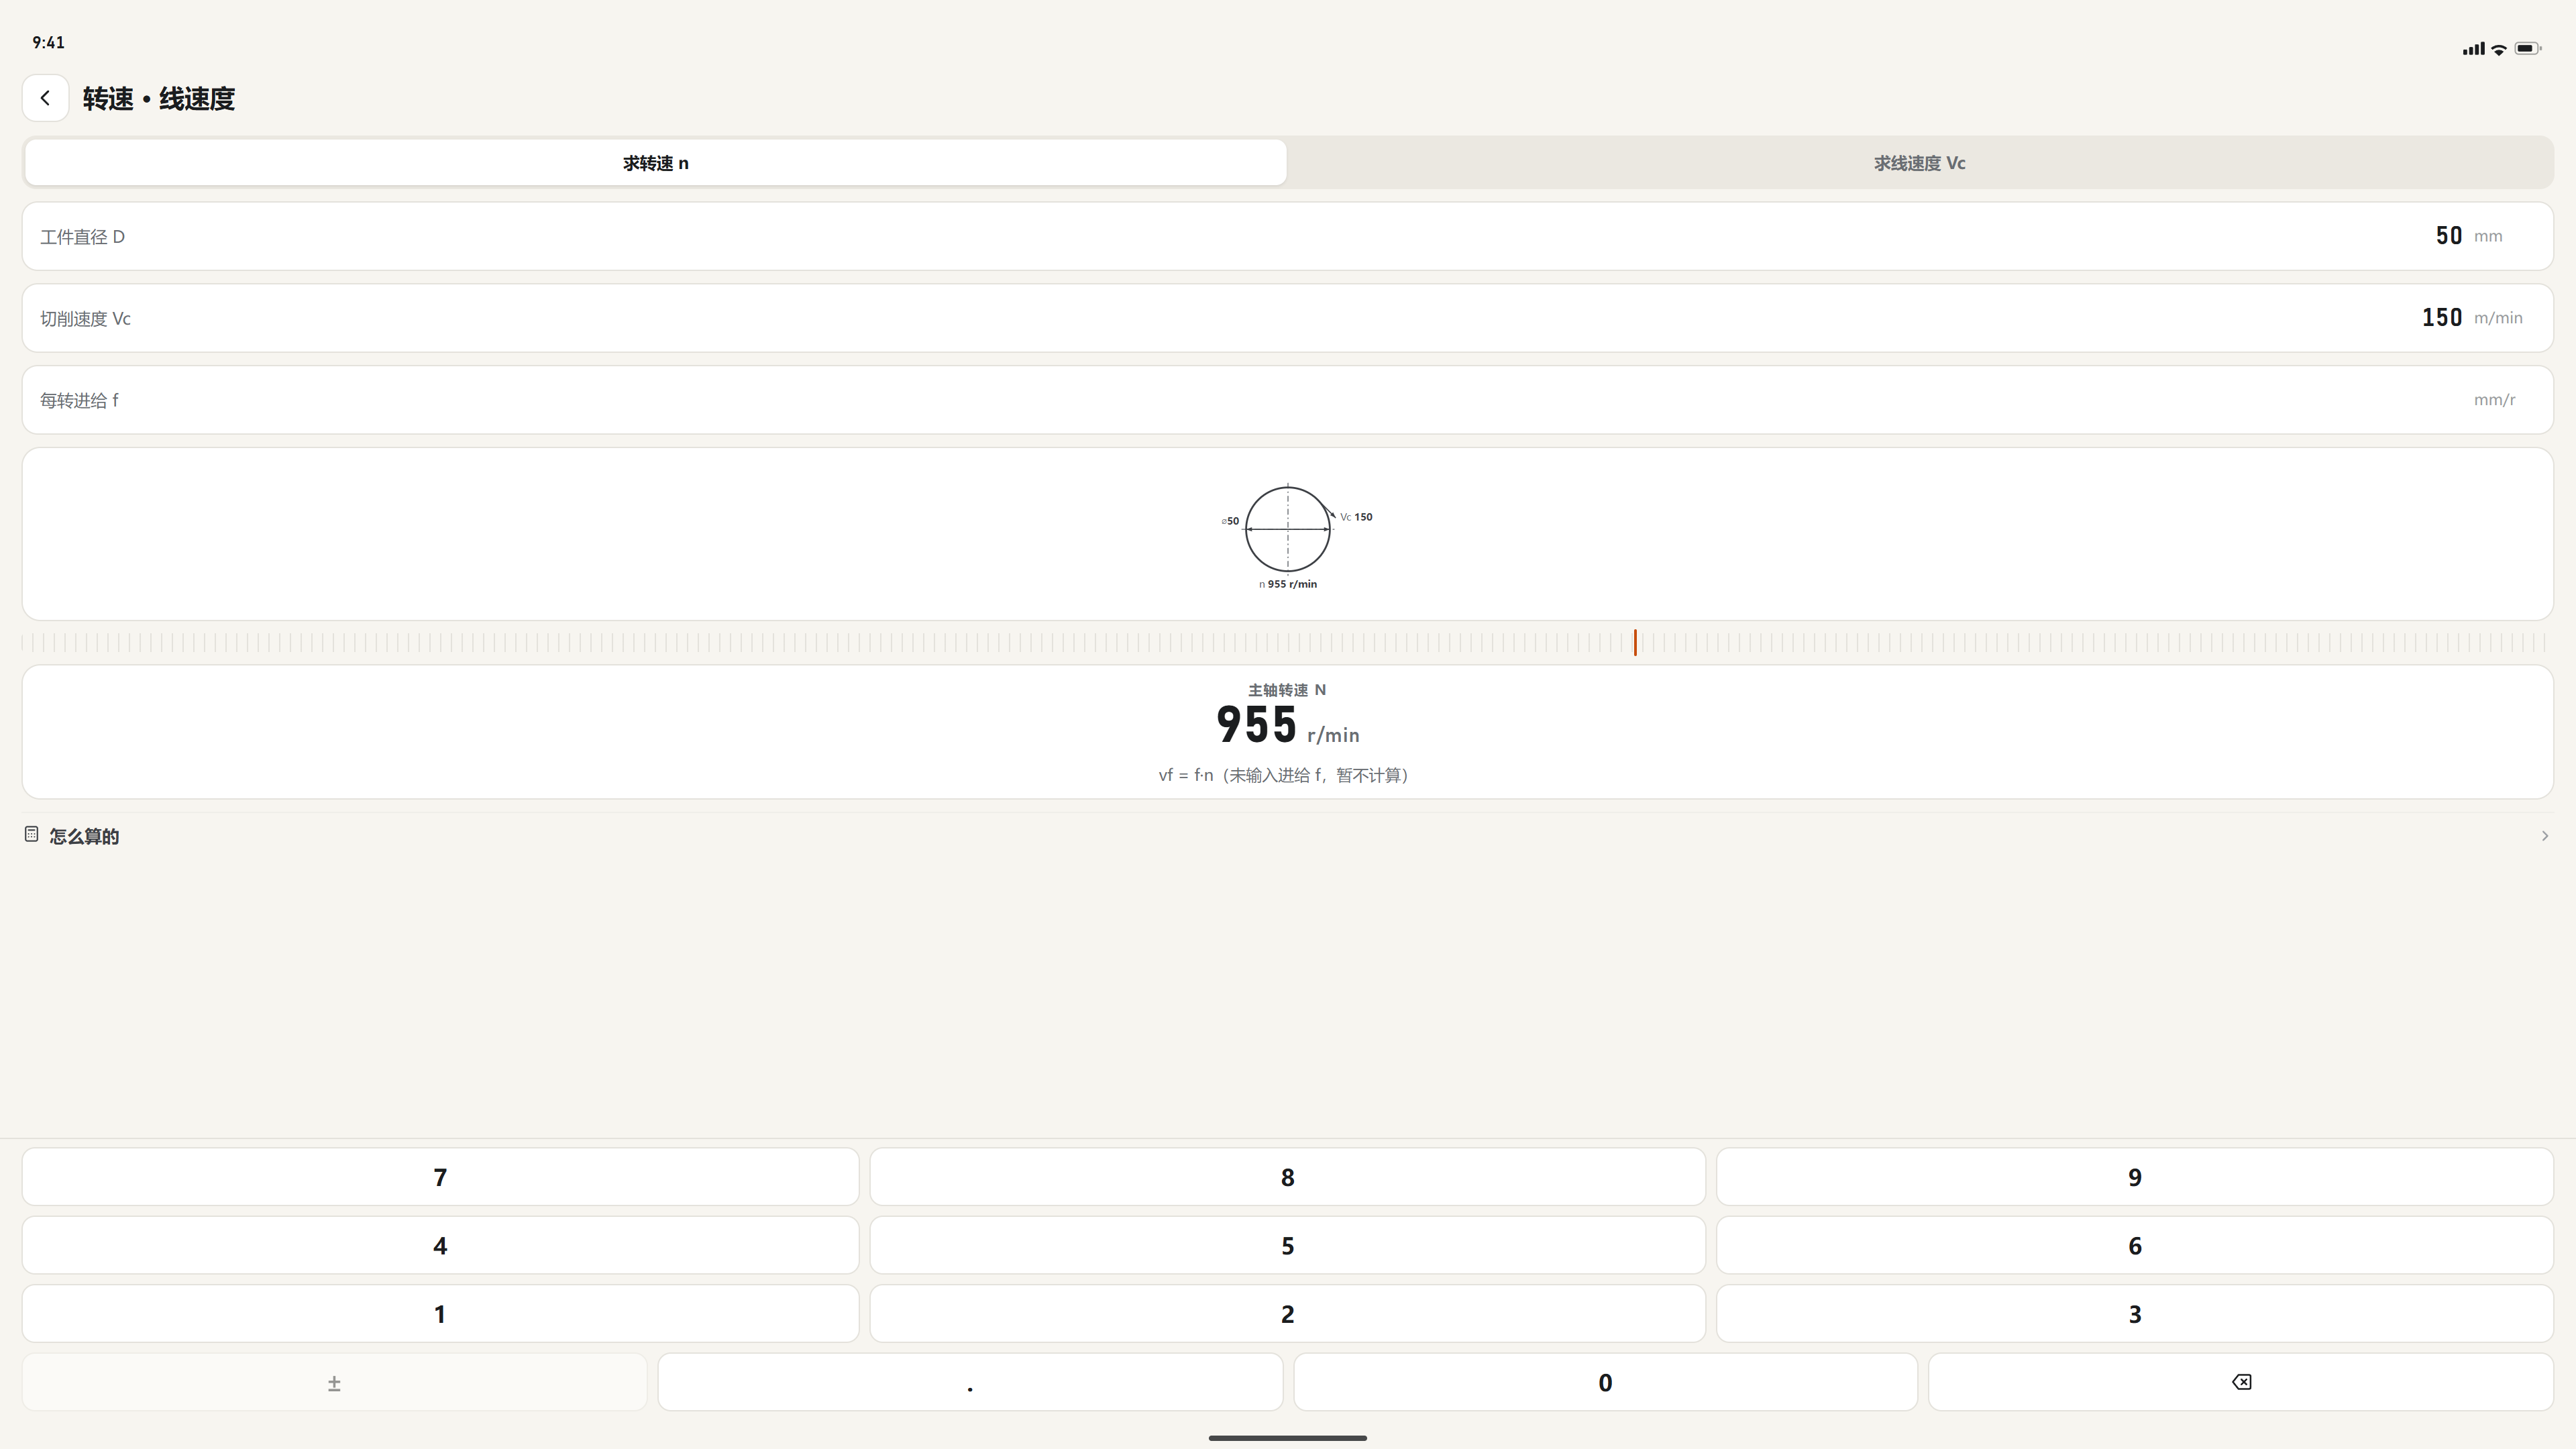 9:41
转速·线速度
求转速 n
求线速度 Vc
工件直径 D
50 mm
切削速度 Vc
150 m/min
每转进给 f
mm/r
⌀50
Vc 150
n 955 r/min
主轴转速 N
955 r/min
vf = f·n（未输入进给 f，暂不计算）
怎么算的
7
8
9
4
5
6
1
2
3
±
.
0